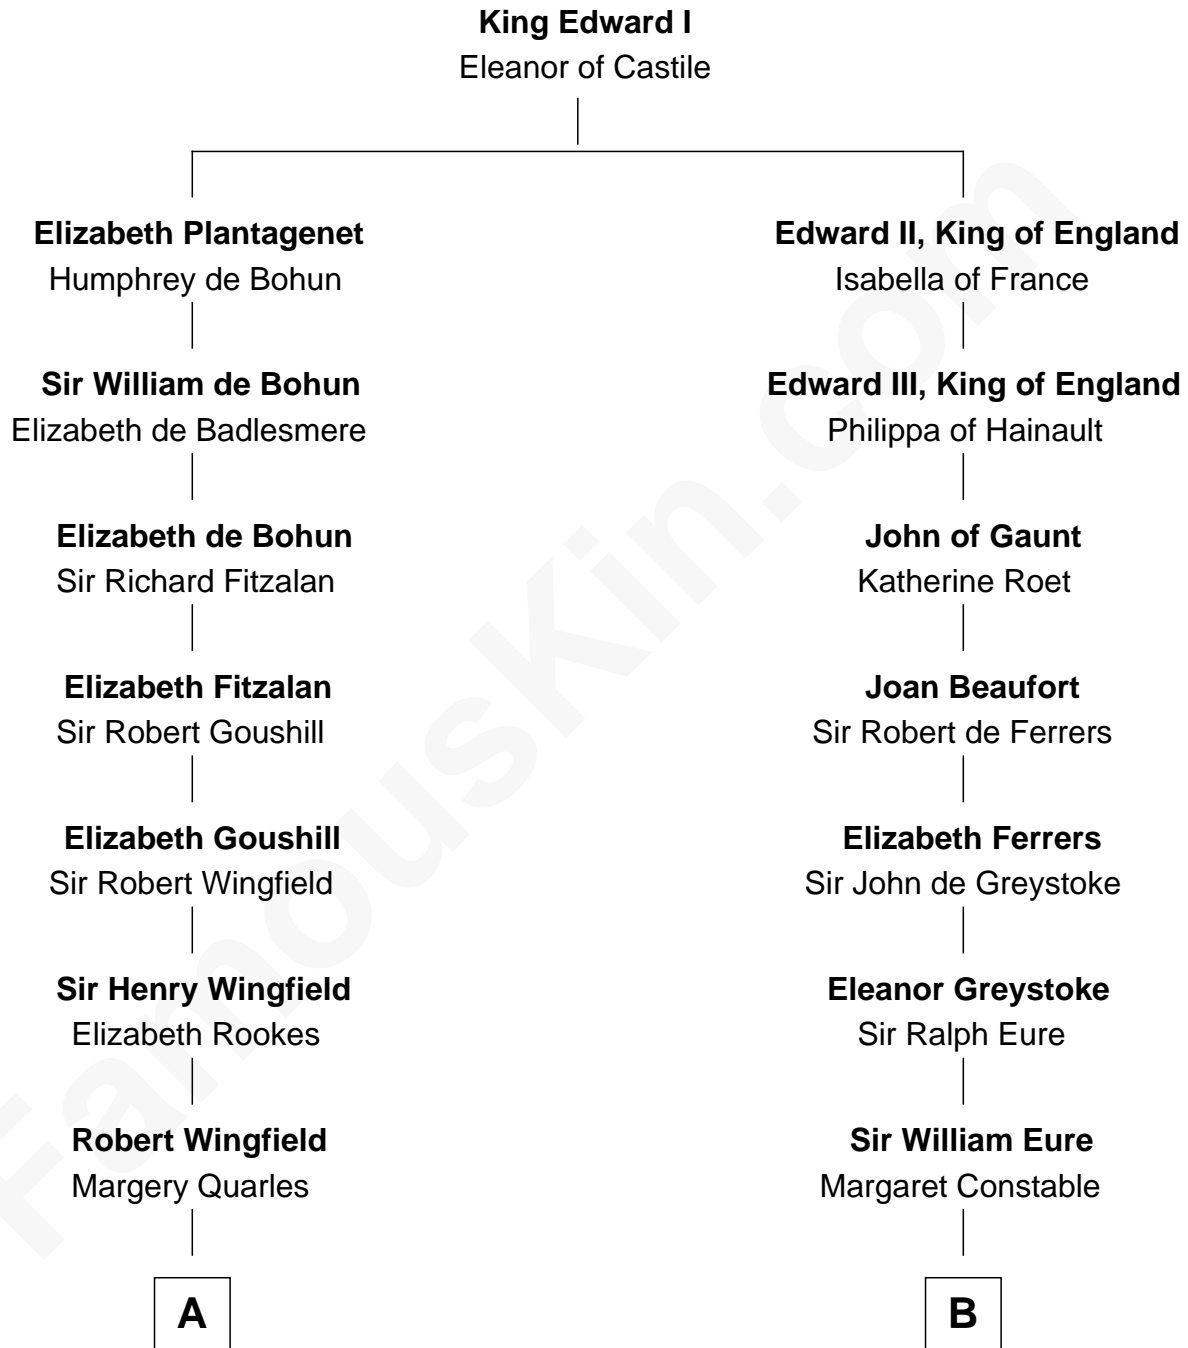 King Edward I
Eleanor of Castile
Elizabeth Plantagenet
Humphrey de Bohun
Edward II, King of England
Isabella of France
Sir William de Bohun
Elizabeth de Badlesmere
Edward III, King of England
Philippa of Hainault
Elizabeth de Bohun
Sir Richard Fitzalan
John of Gaunt
Katherine Roet
Elizabeth Fitzalan
Sir Robert Goushill
Joan Beaufort
Sir Robert de Ferrers
Elizabeth Goushill
Sir Robert Wingfield
Elizabeth Ferrers
Sir John de Greystoke
Sir Henry Wingfield
Elizabeth Rookes
Eleanor Greystoke
Sir Ralph Eure
Robert Wingfield
Margery Quarles
Sir William Eure
Margaret Constable
A
B
FamousKin.com